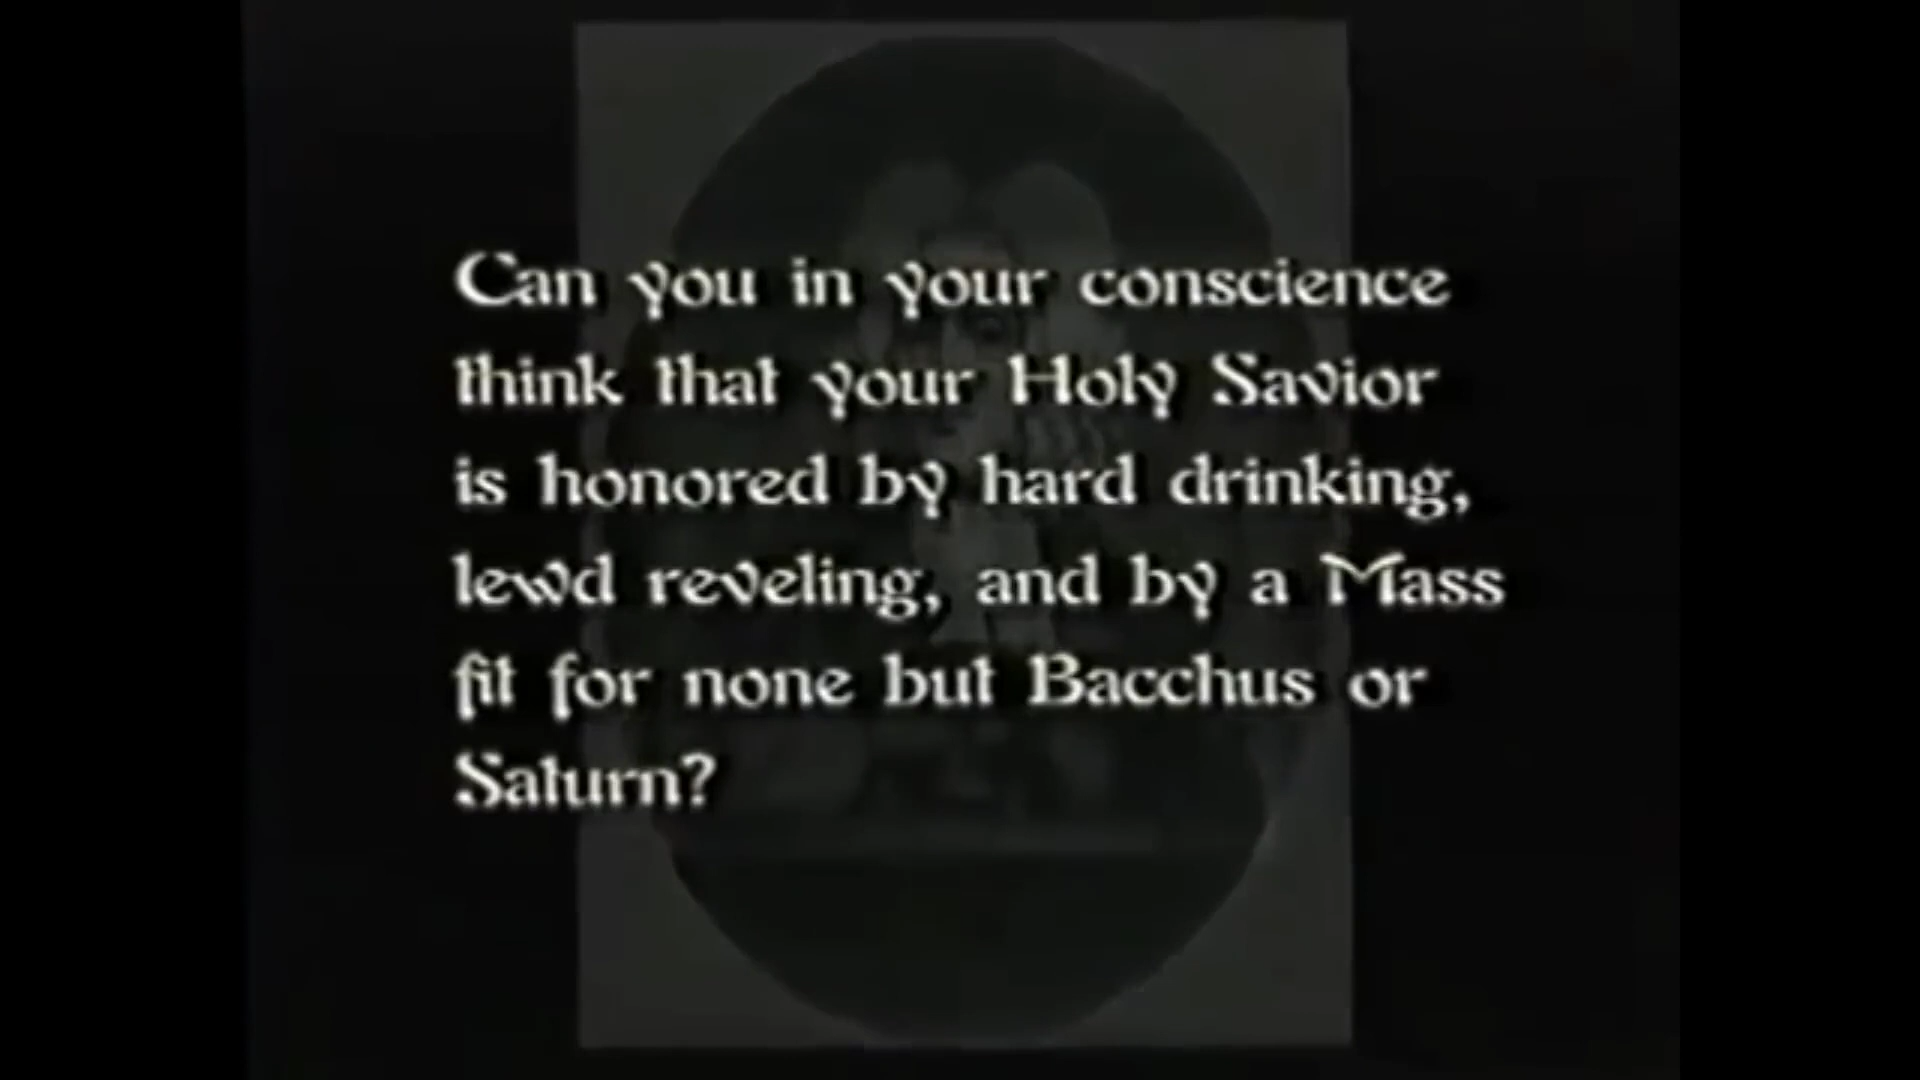 Can you in your conscience
think that your Holy Savior
is honored by hard drinking,
lewd reveling, and by a Mass
fit for none but Bacchus or
Saturn?